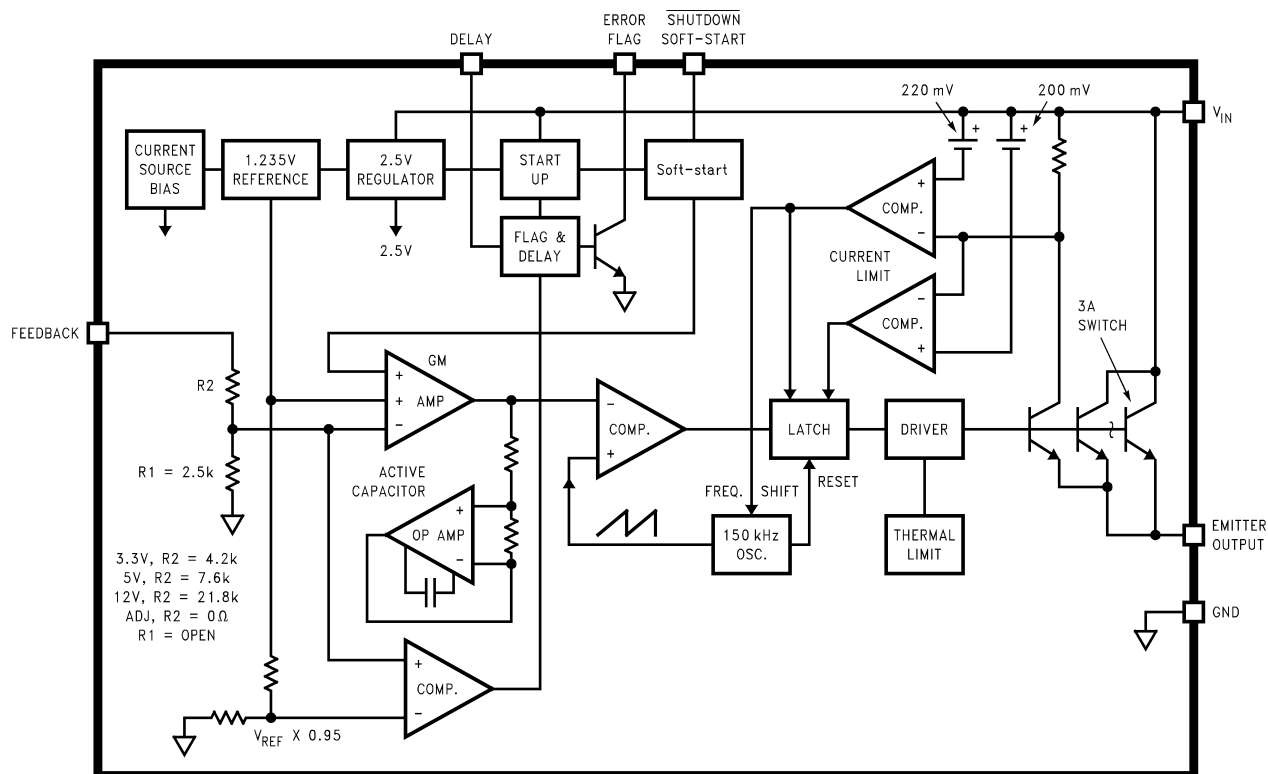 DELAY
ERROR
FLAG
SHUTDOWN
SOFT-START
220 mV
200 mV
VIN
CURRENT
SOURCE
BIAS
1.235V
REFERENCE
2.5V
REGULATOR
START
UP
Soft-start
+
+
+
COMP.
−
2.5V
FLAG &
DELAY
CURRENT
LIMIT
−
COMP.
+
3A
SWITCH
FEEDBACK
R2
GM
+
+
AMP
−
−
COMP.
+
LATCH
DRIVER
R1 = 2.5k
ACTIVE
CAPACITOR
+
OP AMP
−
FREQ. SHIFT
RESET
150 kHz
OSC.
THERMAL
LIMIT
EMITTER
OUTPUT
3.3V, R2 = 4.2k
5V, R2 = 7.6k
12V, R2 = 21.8k
ADJ, R2 = 0Ω
R1 = OPEN
GND
+
COMP.
−
VREF X 0.95